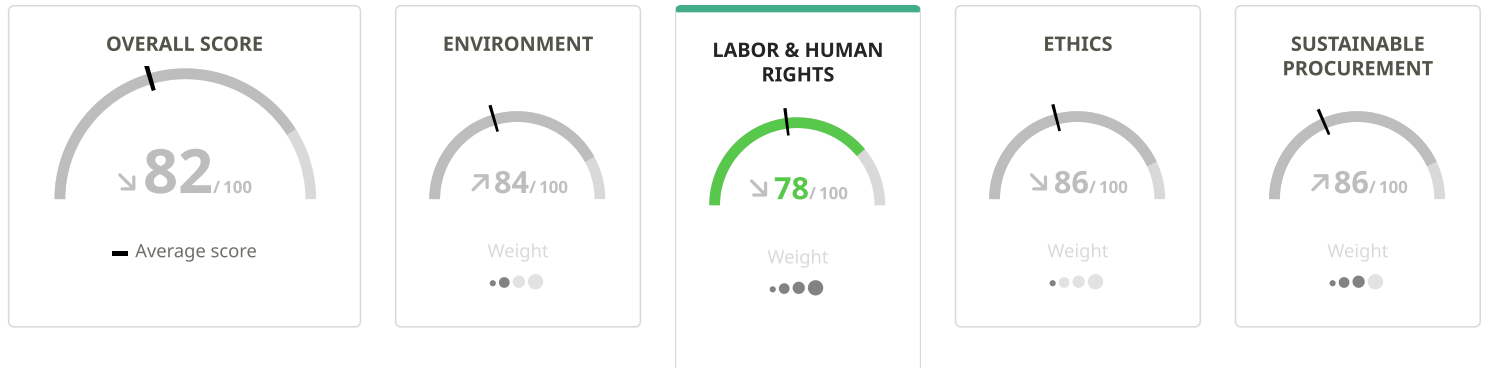 OVERALL SCORE
82 / 100
Average score
ENVIRONMENT
84 / 100
Weight
LABOR & HUMAN
RIGHTS
78 / 100
Weight
ETHICS
86 / 100
Weight
SUSTAINABLE
PROCUREMENT
86 / 100
Weight